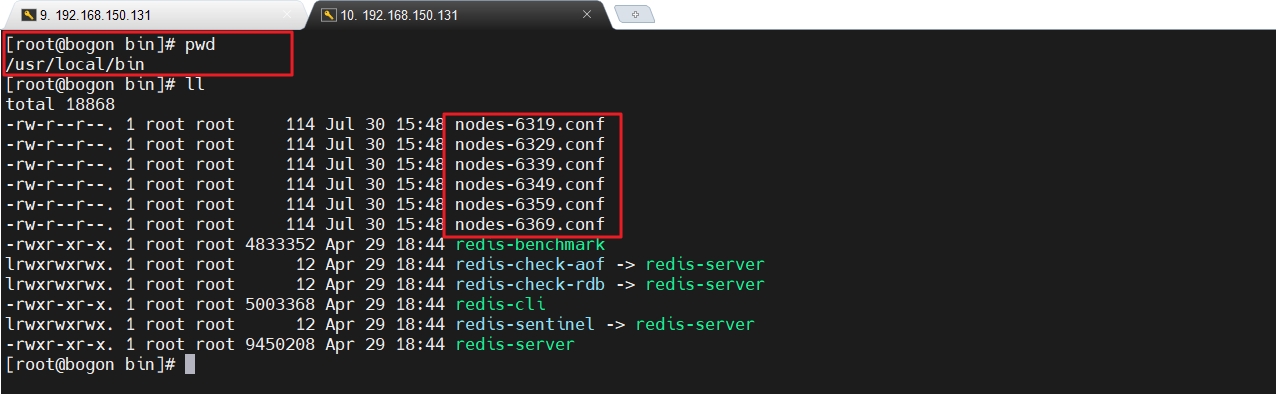 9. 192.168.150.131 10. 192.168.150.131
[root@bogon bin]# pwd
/usr/local/bin
[root@bogon bin]# ll
total 18868
-rw-r--r--. 1 root root     114 Jul 30 15:48 nodes-6319.conf
-rw-r--r--. 1 root root     114 Jul 30 15:48 nodes-6329.conf
-rw-r--r--. 1 root root     114 Jul 30 15:48 nodes-6339.conf
-rw-r--r--. 1 root root     114 Jul 30 15:48 nodes-6349.conf
-rw-r--r--. 1 root root     114 Jul 30 15:48 nodes-6359.conf
-rw-r--r--. 1 root root     114 Jul 30 15:48 nodes-6369.conf
-rwxr-xr-x. 1 root root 4833352 Apr 29 18:44 redis-benchmark
lrwxrwxrwx. 1 root root      12 Apr 29 18:44 redis-check-aof -> redis-server
lrwxrwxrwx. 1 root root      12 Apr 29 18:44 redis-check-rdb -> redis-server
-rwxr-xr-x. 1 root root 5003368 Apr 29 18:44 redis-cli
lrwxrwxrwx. 1 root root      12 Apr 29 18:44 redis-sentinel -> redis-server
-rwxr-xr-x. 1 root root 9450208 Apr 29 18:44 redis-server
[root@bogon bin]#